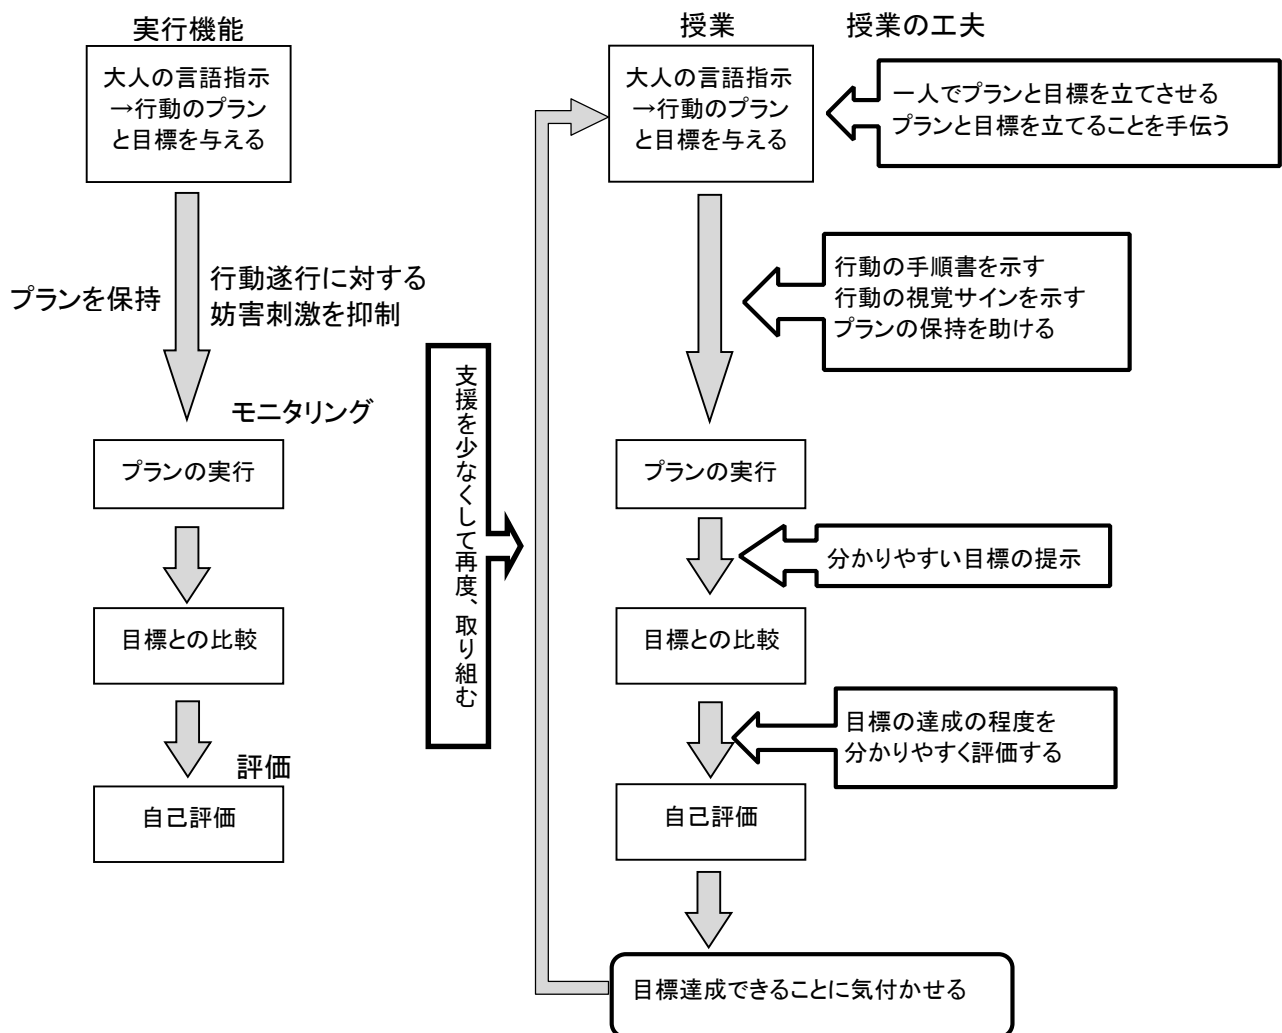 実行機能
大人の言語指示
→行動のプラン
と目標を与える
プランを保持
行動遂行に対する
妨害刺激を抑制
モニタリング
プランの実行
目標との比較
評価
自己評価
支援を少なくして再度、取り組む
授業
授業の工夫
大人の言語指示
→行動のプラン
と目標を与える
一人でプランと目標を立てさせる
プランと目標を立てることを手伝う
行動の手順書を示す
行動の視覚サインを示す
プランの保持を助ける
プランの実行
分かりやすい目標の提示
目標との比較
目標の達成の程度を
分かりやすく評価する
自己評価
目標達成できることに気付かせる